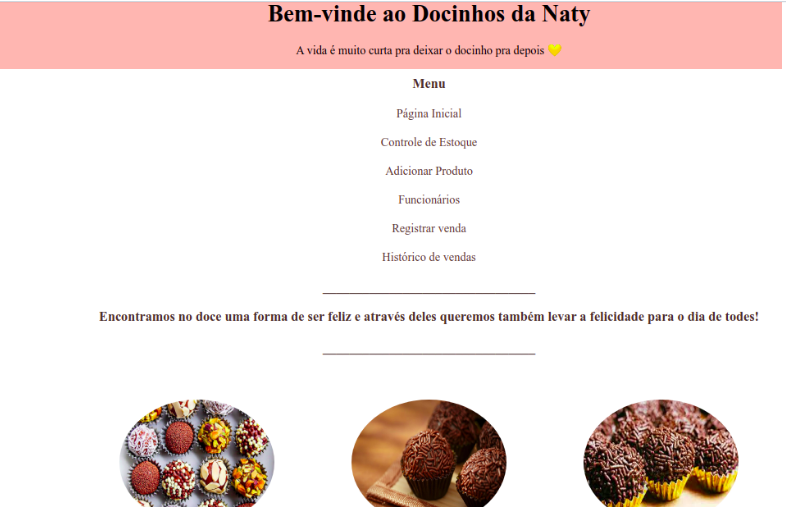 Bem-vinde ao Docinhos da Naty
A vida é muito curta pra deixar o docinho pra depois 💛
Menu
Página Inicial
Controle de Estoque
Adicionar Produto
Funcionários
Registrar venda
Histórico de vendas
Encontramos no doce uma forma de ser feliz e através deles queremos também levar a felicidade para o dia de todes!